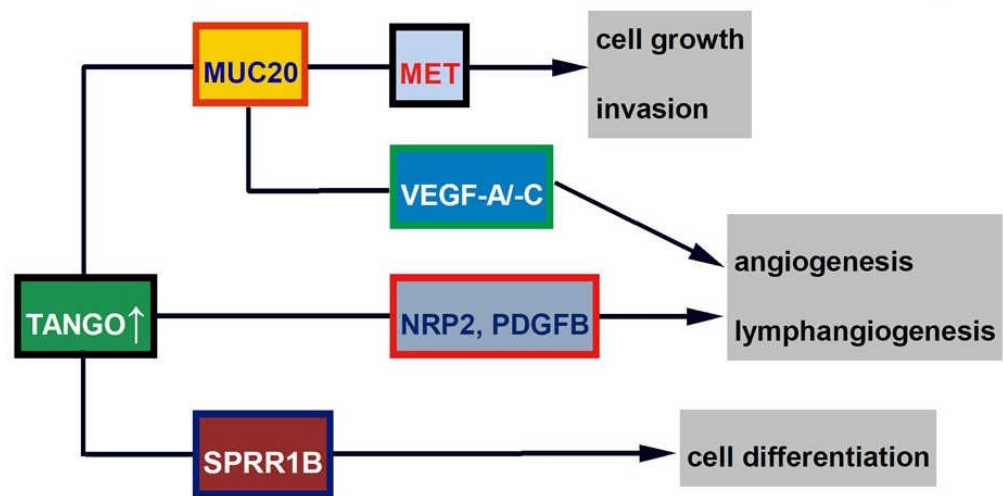 MUC20
MET
cell growth
invasion
VEGF-A/-C
angiogenesis
lymphangiogenesis
TANGO↑
NRP2, PDGFB
SPRR1B
cell differentiation